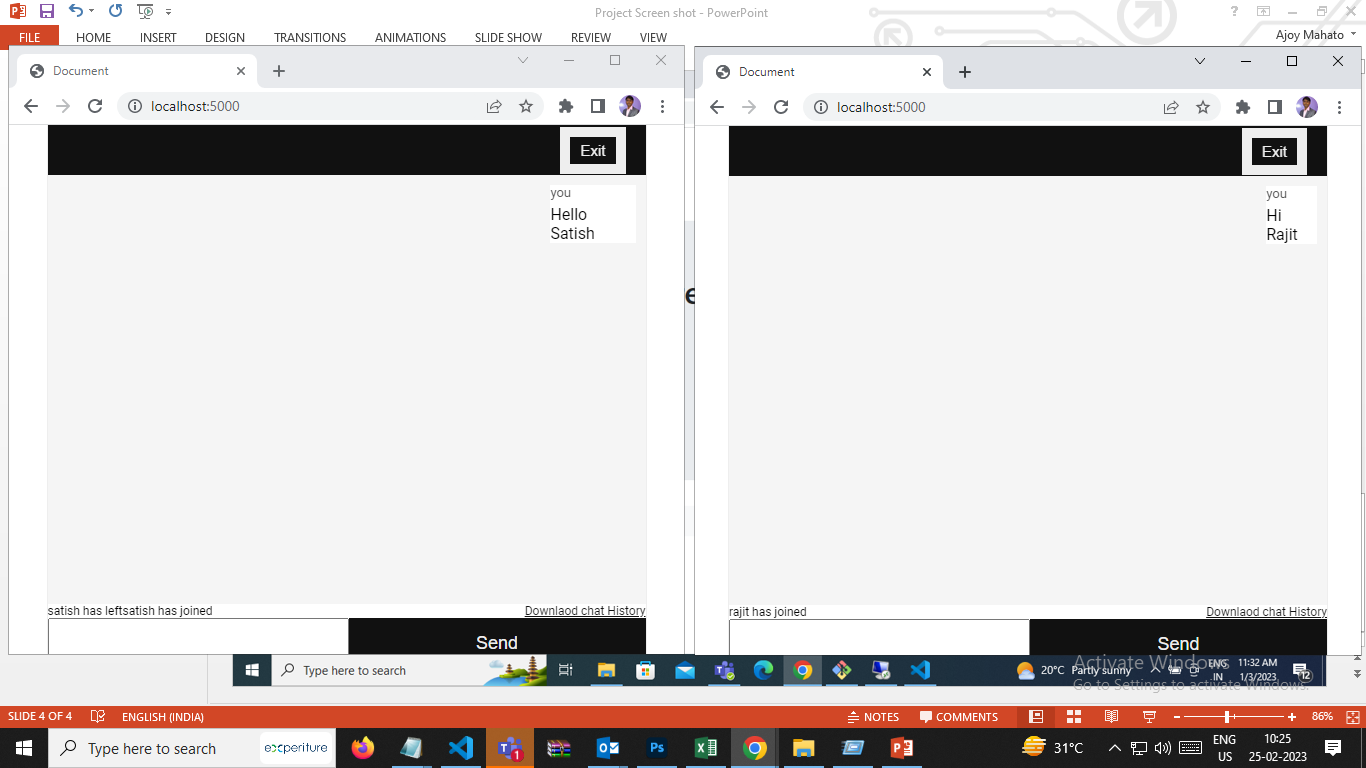 Project Screen shot - PowerPoint
FILE HOME INSERT DESIGN TRANSITIONS ANIMATIONS SLIDE SHOW REVIEW VIEW
Ajoy Mahato
Document
localhost:5000
Exit
you
Hello
Satish
satish has leftsatish has joined
Downlaod chat History
Send
Document
localhost:5000
Exit
you
Hi
Rajit
rajit has joined
Downlaod chat History
Send
Type here to search
20°C Partly sunny
ENG
IN
11:32 AM
1/3/2023
12
Activate Windows
Go to Settings to activate Windows.
SLIDE 4 OF 4 ENGLISH (INDIA) NOTES COMMENTS 86%
Type here to search
1
31°C
ENG
US
10:25
25-02-2023